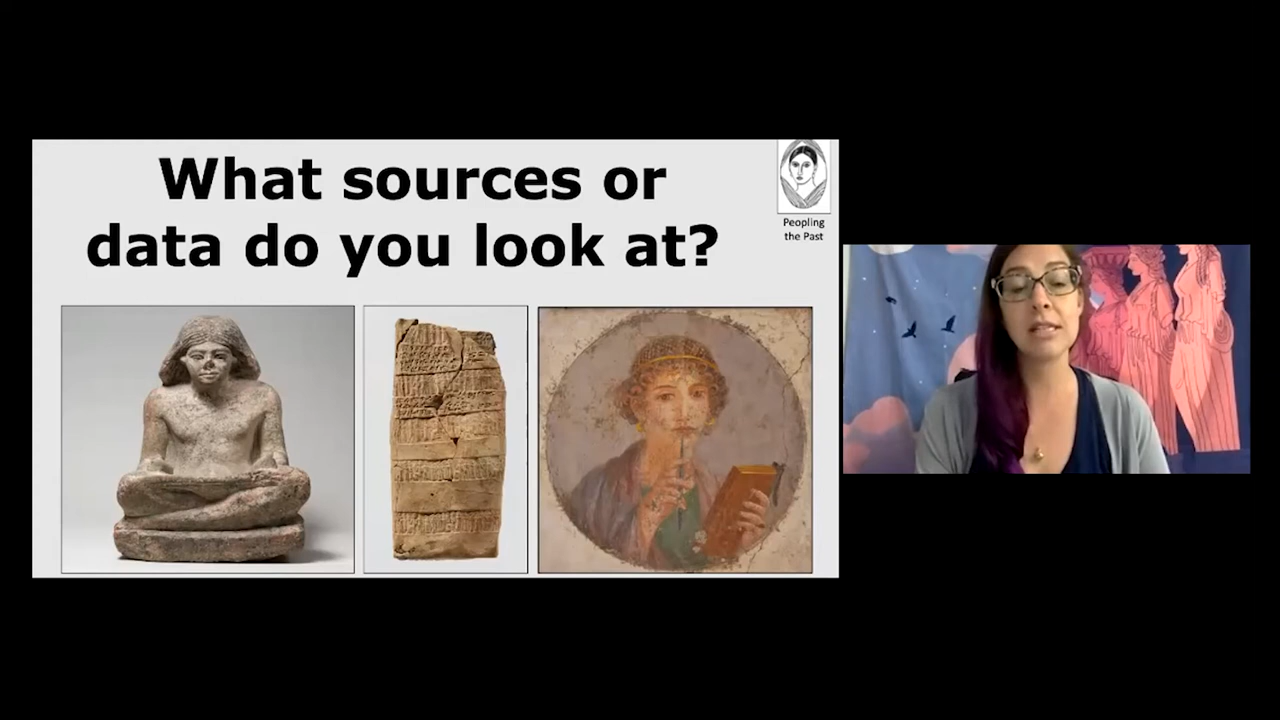 What sources or
data do you look at?
Peopling
the Past